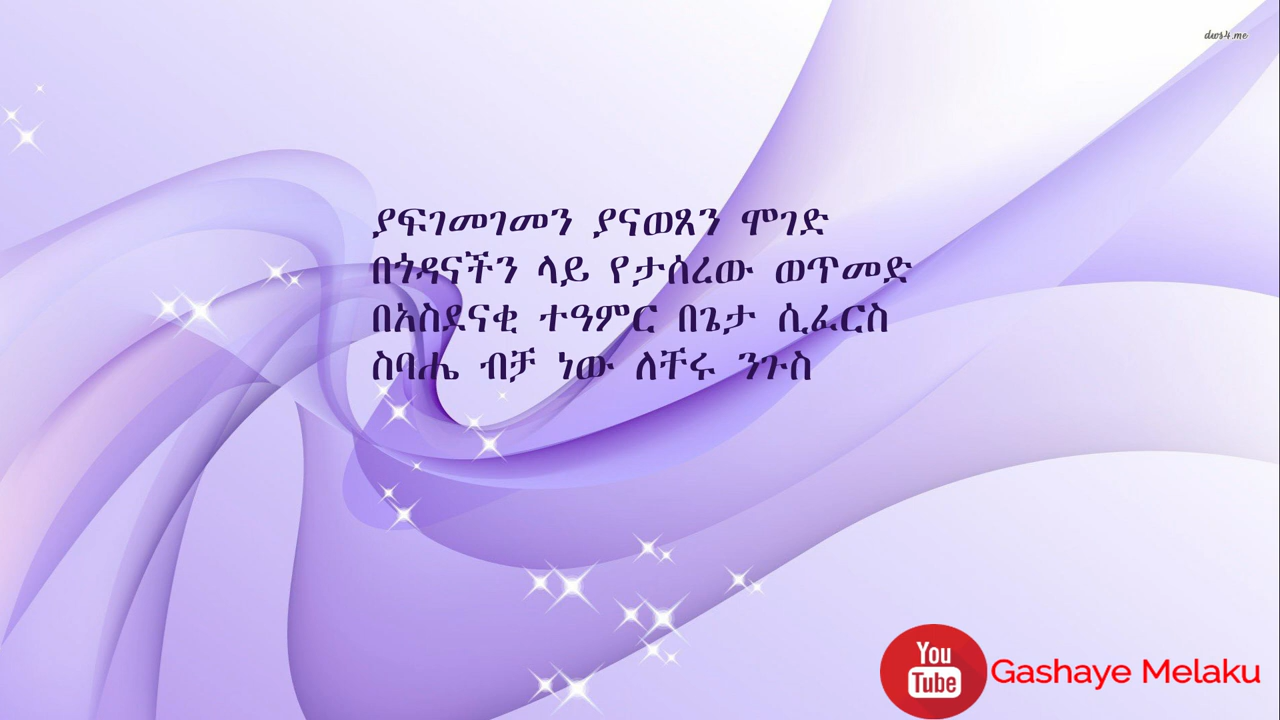 dws4.me
ያፍገመገመን ያናወጸን ሞገድ
በጎዳናችን ላይ የታሰረው ወጥመድ
በአስደናቂ ተዓምር በጌታ ሲፈርስ
ስባሔ ብቻ ነው ለቸሩ ንጉስ
You
Tube
Gashaye Melaku